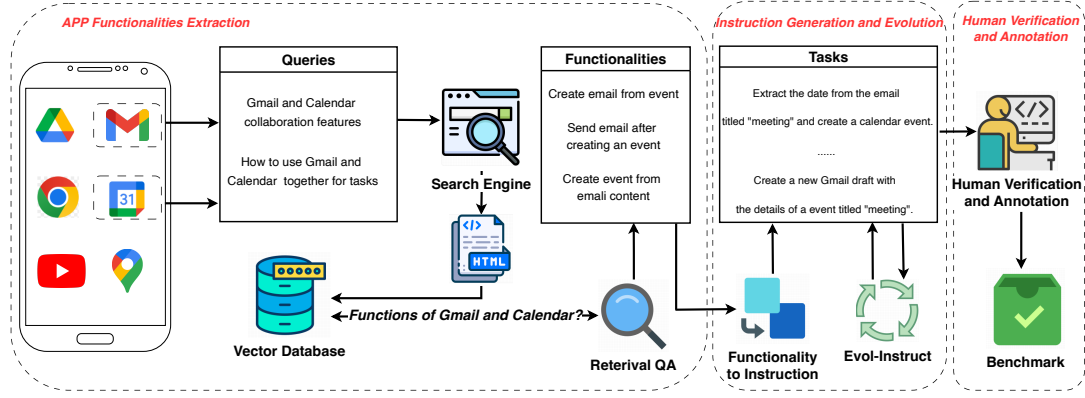 APP Functionalities Extraction
Queries
Gmail and Calendar
collaboration features
How to use Gmail and
Calendar together for tasks
31
Search Engine
</>
HTML
Vector Database
Functions of Gmail and Calendar?
Functionalities
Create email from event
Send email after
creating an event
Create event from
emali content
Reterival QA
Instruction Generation and Evolution
Tasks
Extract the date from the email
titled "meeting" and create a calendar event.
......
Create a new Gmail draft with
the details of a event titled "meeting".
Functionality
to Instruction
Evol-Instruct
Human Verification
and Annotation
</>
Human Verification
and Annotation
Benchmark